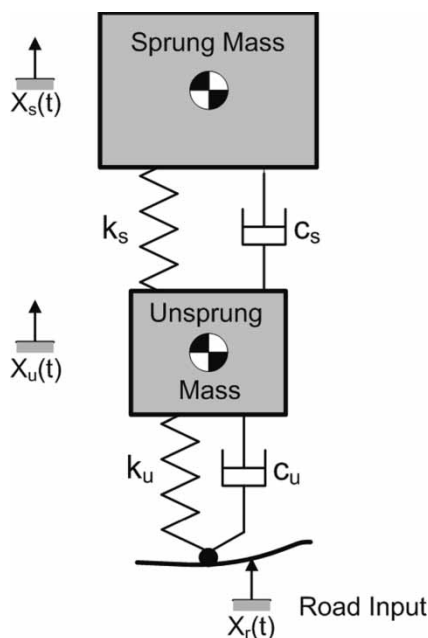 Sprung Mass
Xs(t)
ks
cs
Unsprung
Mass
Xu(t)
ku
cu
Road Input
Xr(t)